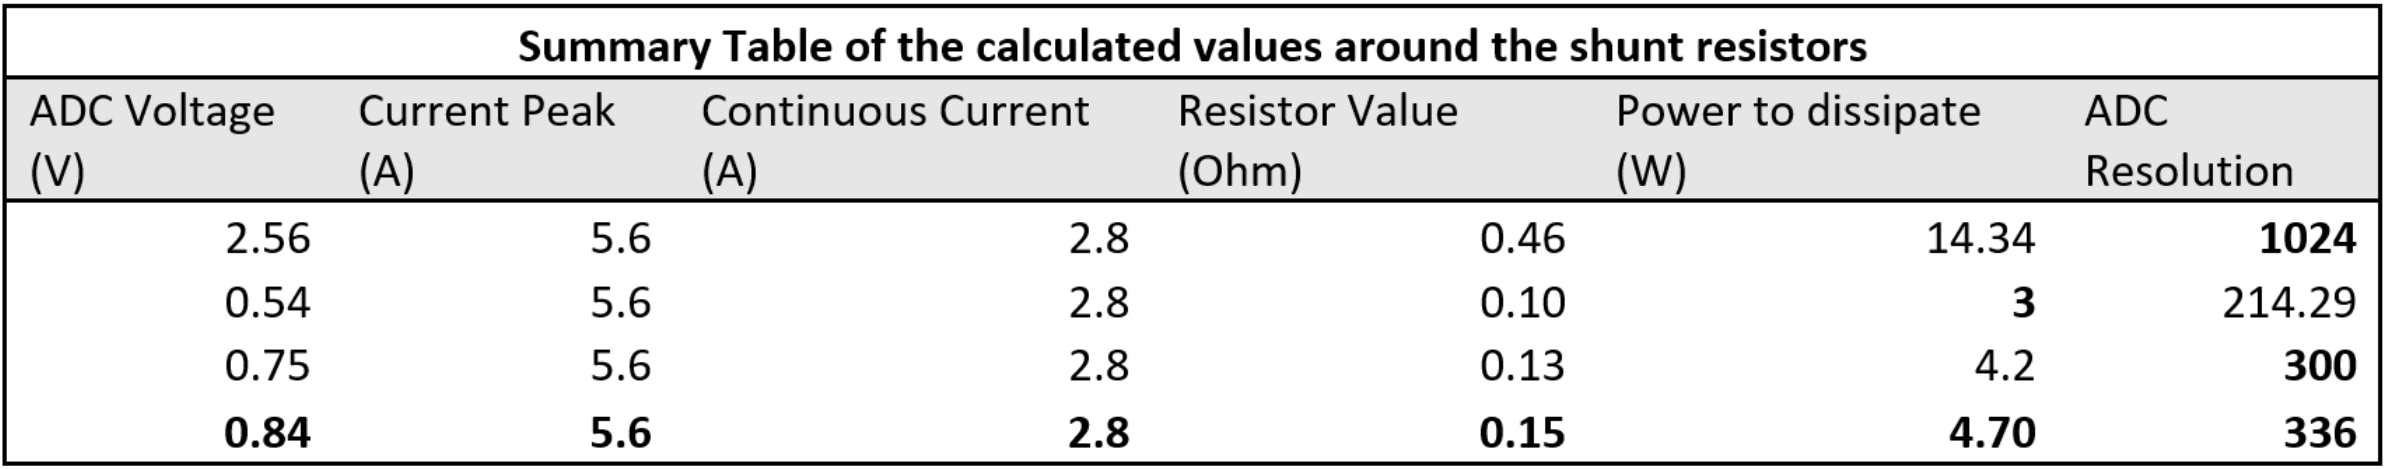 Summary Table of the calculated values around the shunt resistors
ADC Voltage (V) Current Peak (A) Continuous Current (A) Resistor Value (Ohm) Power to dissipate (W) ADC Resolution
2.56 5.6 2.8 0.46 14.34 1024
0.54 5.6 2.8 0.10 3 214.29
0.75 5.6 2.8 0.13 4.2 300
0.84 5.6 2.8 0.15 4.70 336